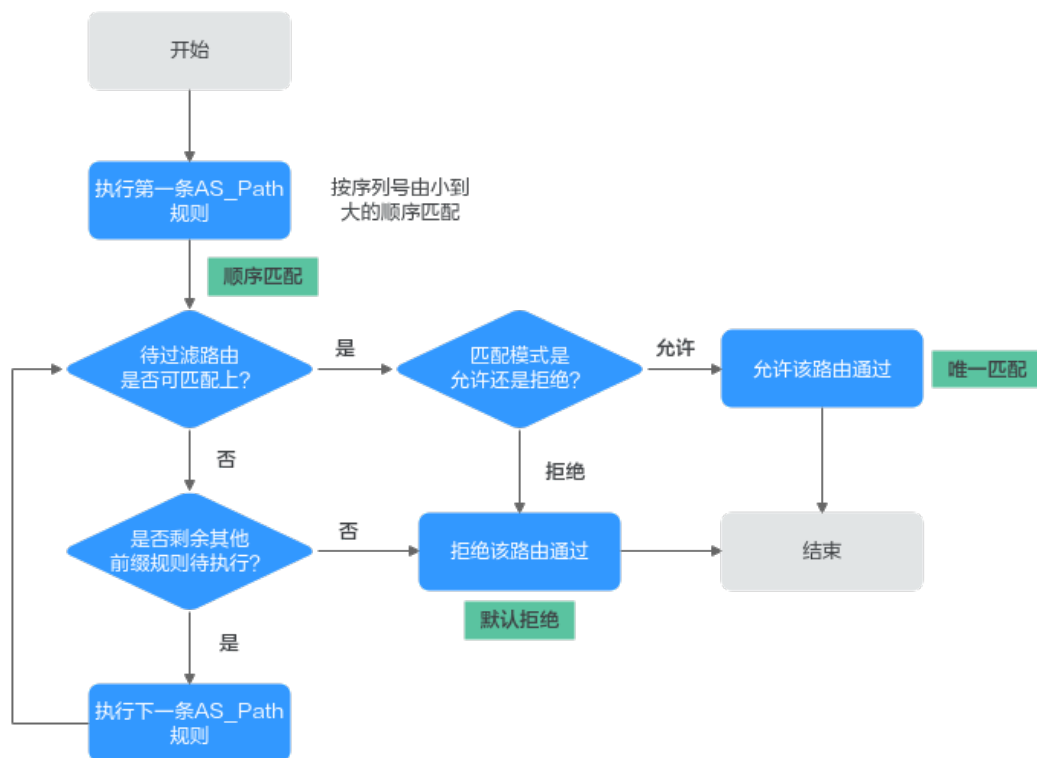 开始
执行第一条AS_Path
规则
按序列号由小到
大的顺序匹配
顺序匹配
待过滤路由
是否可匹配上?
是
匹配模式是
允许还是拒绝?
允许
允许该路由通过
唯一匹配
否
拒绝
是否剩余其他
前缀规则待执行?
否
拒绝该路由通过
结束
默认拒绝
是
执行下一条AS_Path
规则